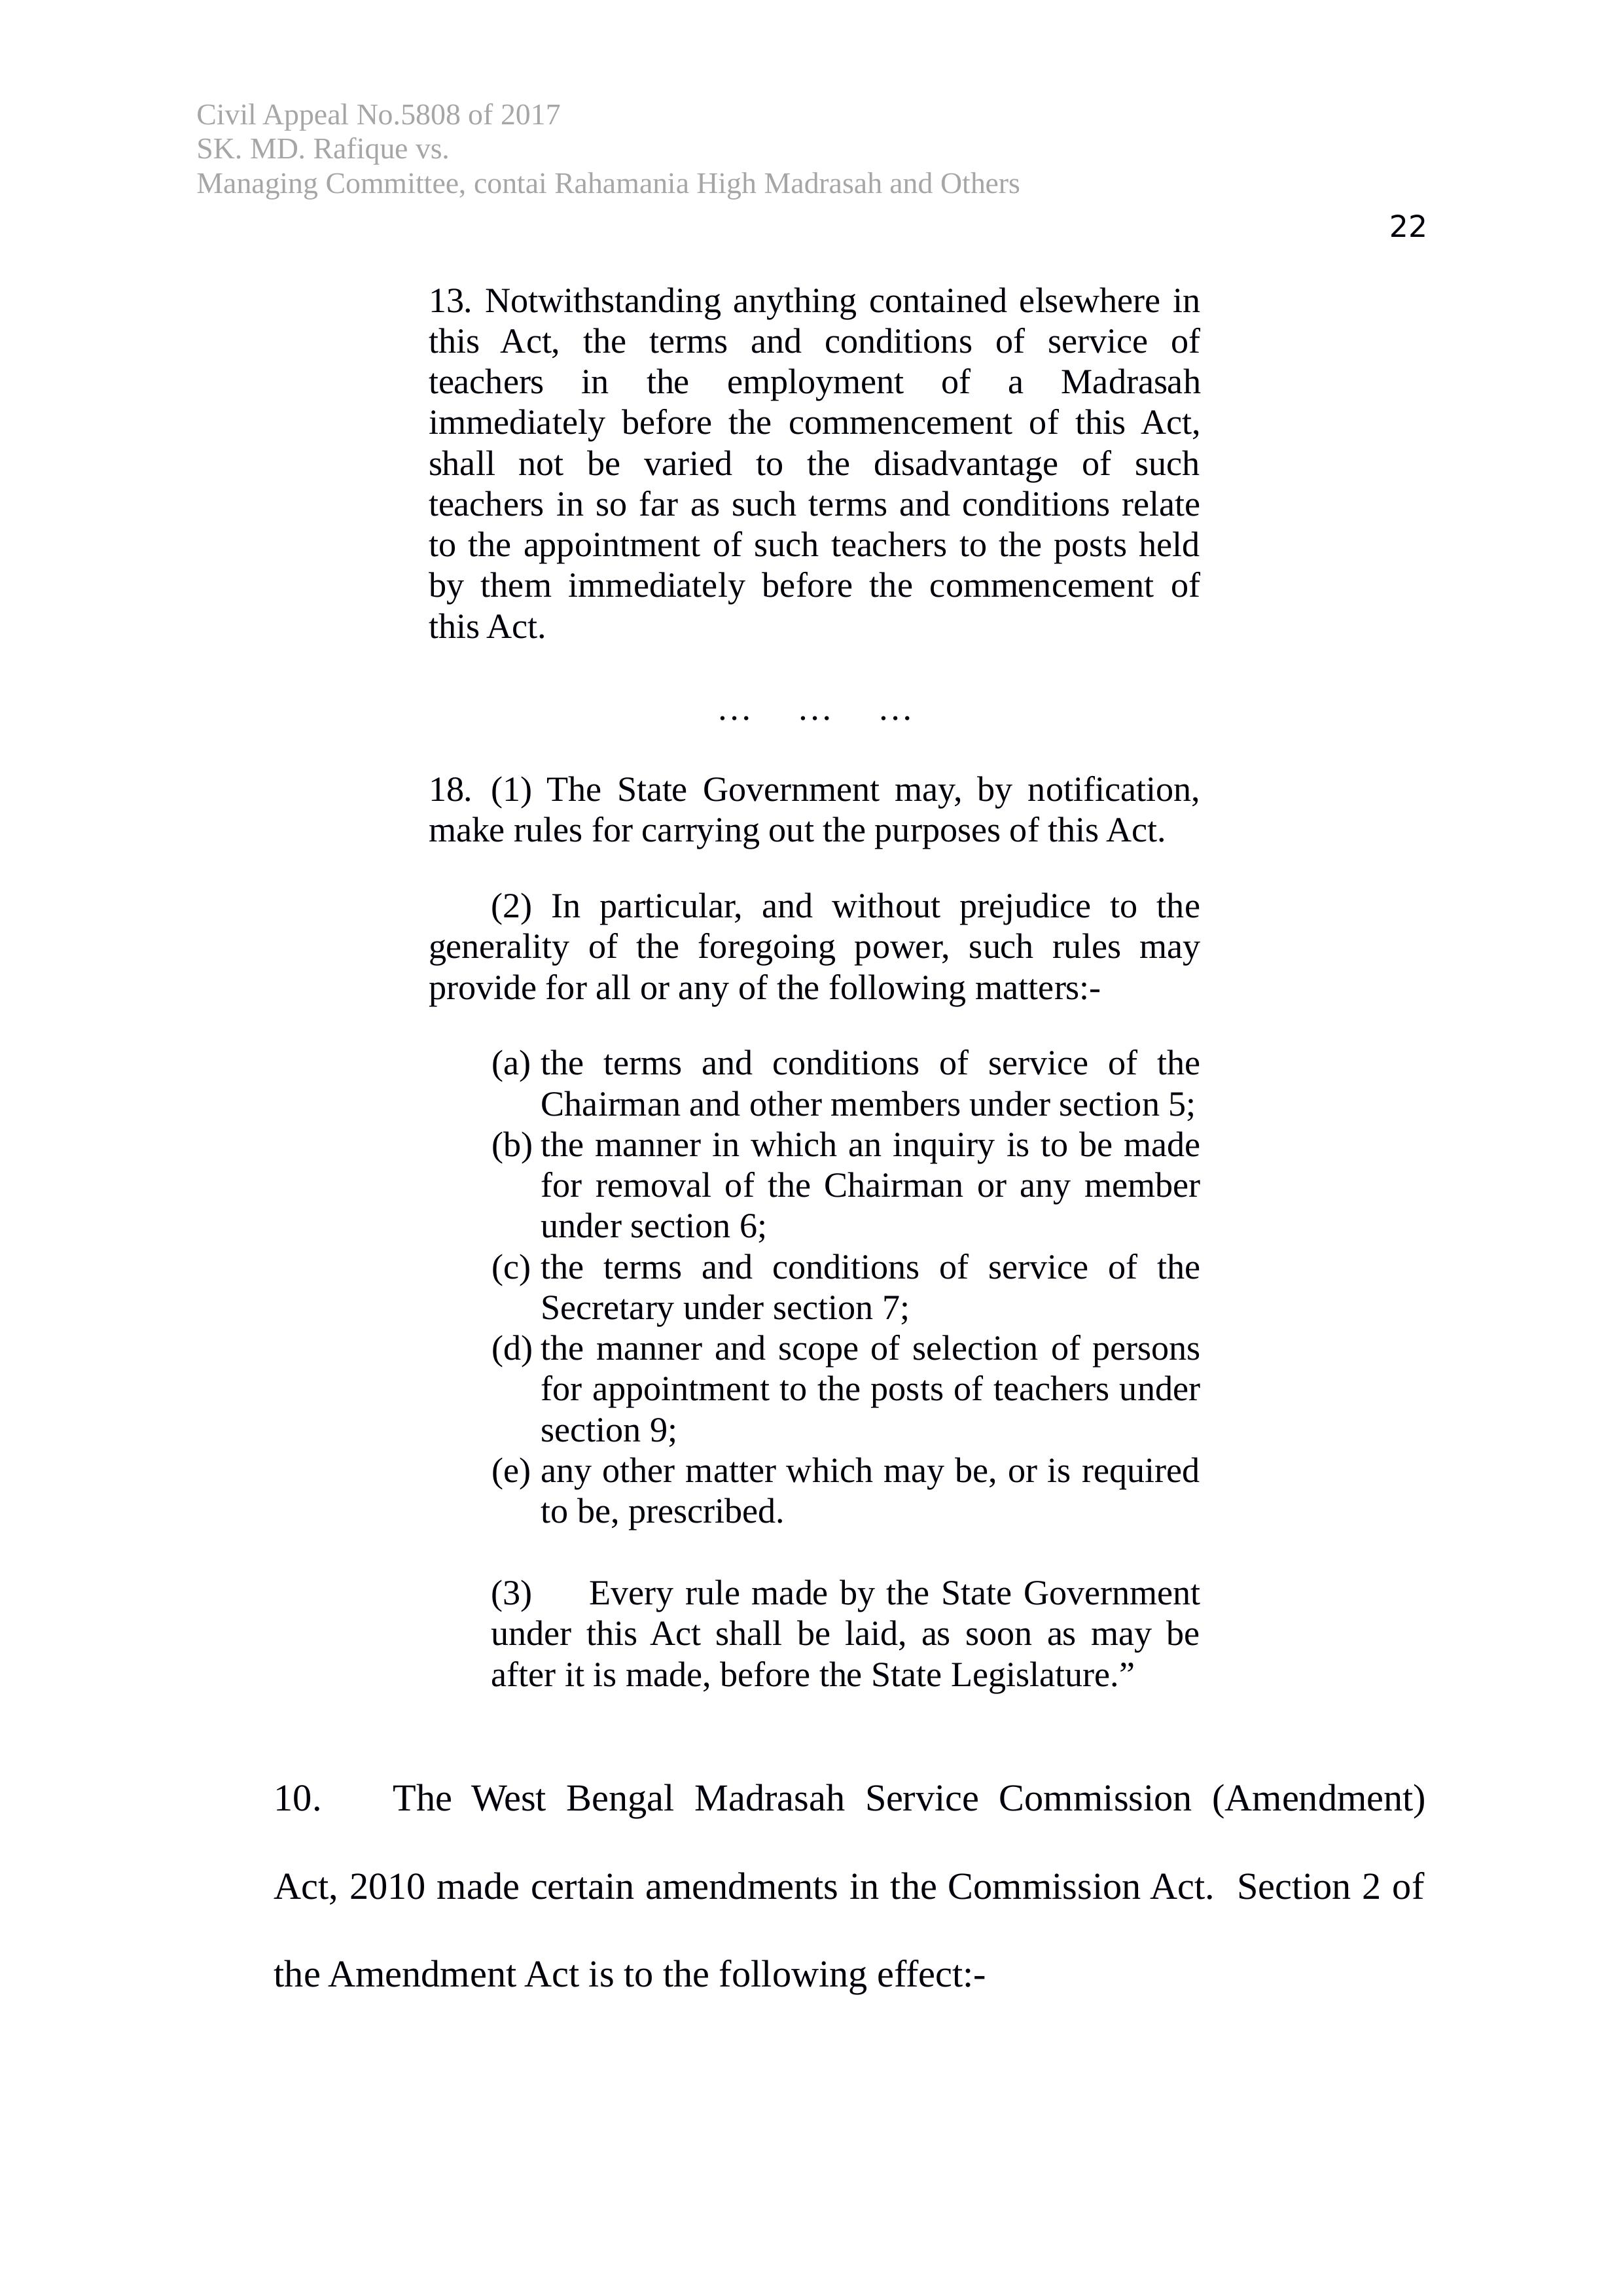 Civil Appeal No.5808 of 2017
SK. MD. Rafique vs.
Managing Committee, contai Rahamania High Madrasah and Others
22
13. Notwithstanding anything contained elsewhere in
this Act, the terms and conditions of service of
teachers in the employment of a Madrasah
immediately before the commencement of this Act,
shall not be varied to the disadvantage of such
teachers in so far as such terms and conditions relate
to the appointment of such teachers to the posts held
by them immediately before the commencement of
this Act.
… … …
18. (1) The State Government may, by notification,
make rules for carrying out the purposes of this Act.
(2) In particular, and without prejudice to the
generality of the foregoing power, such rules may
provide for all or any of the following matters:-
(a) the terms and conditions of service of the
Chairman and other members under section 5;
(b) the manner in which an inquiry is to be made
for removal of the Chairman or any member
under section 6;
(c) the terms and conditions of service of the
Secretary under section 7;
(d) the manner and scope of selection of persons
for appointment to the posts of teachers under
section 9;
(e) any other matter which may be, or is required
to be, prescribed.
(3) Every rule made by the State Government
under this Act shall be laid, as soon as may be
after it is made, before the State Legislature.”
10. The West Bengal Madrasah Service Commission (Amendment)
Act, 2010 made certain amendments in the Commission Act. Section 2 of
the Amendment Act is to the following effect:-